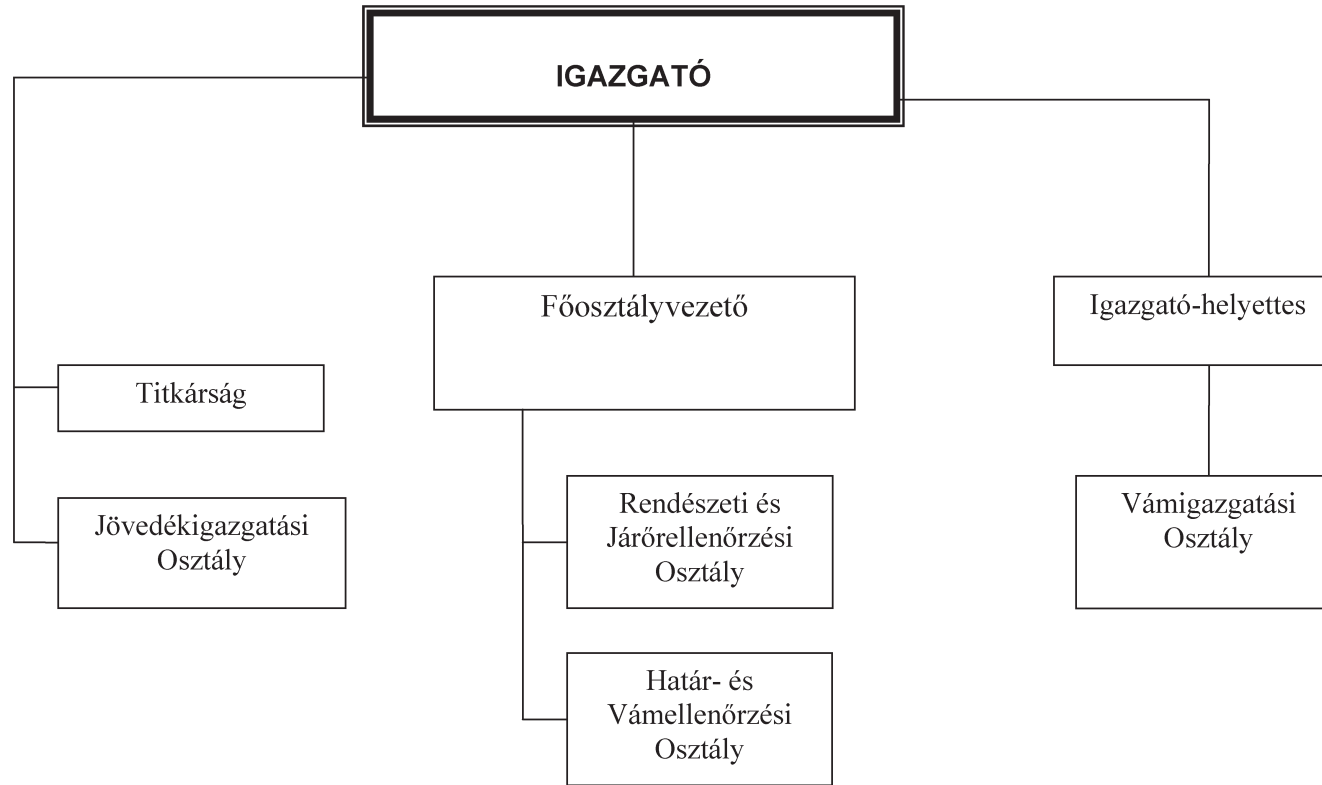 IGAZGATÓ
Főosztályvezető
Igazgató-helyettes
Titkárság
Jövedékigazgatási
Osztály
Rendészeti és
Járőrellenőrzési
Osztály
Vámigazgatási
Osztály
Határ- és
Vámellenőrzési
Osztály